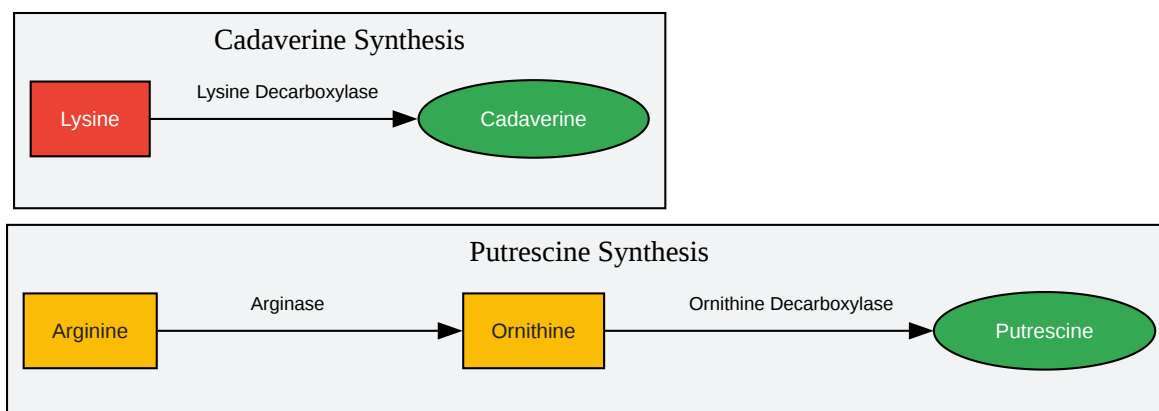 Cadaverine Synthesis
Lysine Decarboxylase
Lysine
Cadaverine
Putrescine Synthesis
Arginase
Ornithine Decarboxylase
Arginine
Ornithine
Putrescine